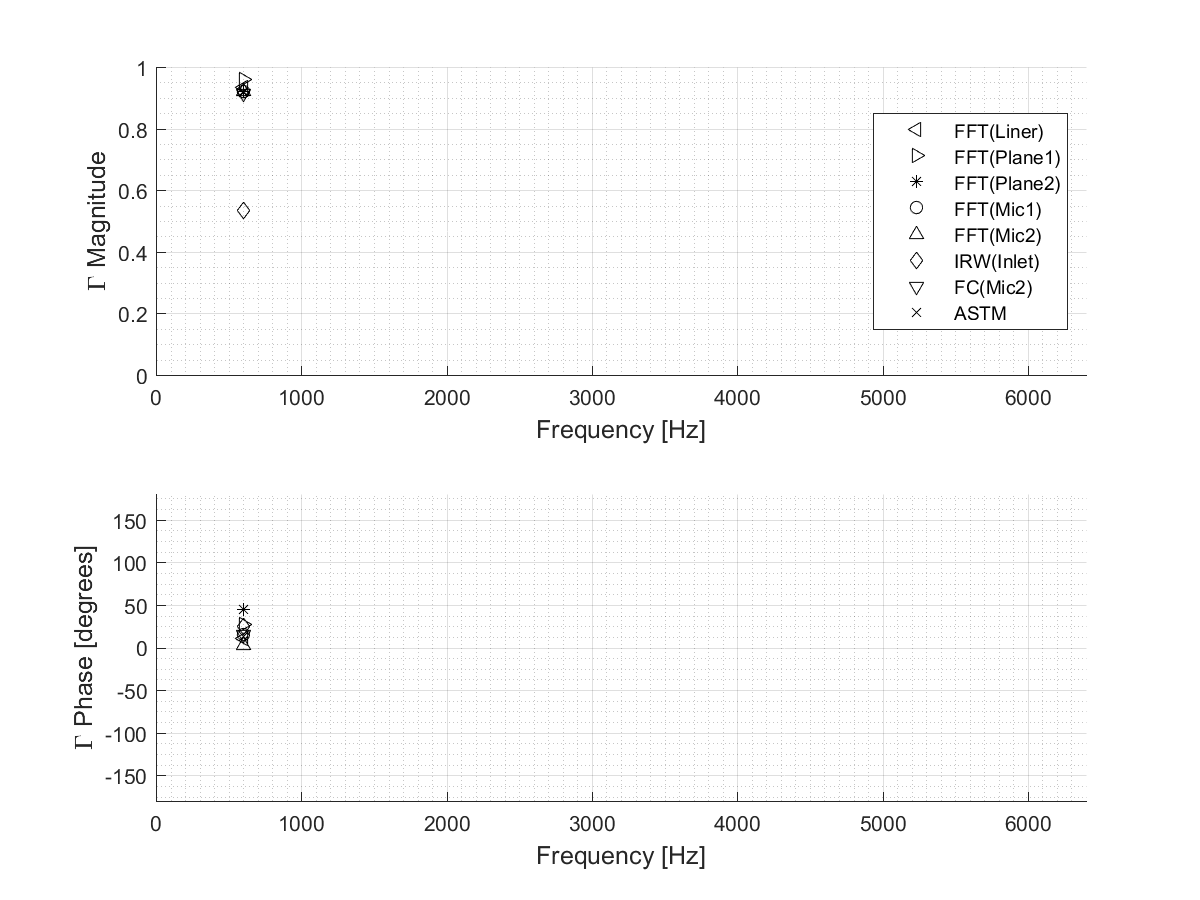 1
0.8
0.6
0.4
0.2
0
Γ Magnitude
0 1000 2000 3000 4000 5000 6000
Frequency [Hz]
FFT(Liner)
FFT(Plane1)
FFT(Plane2)
FFT(Mic1)
FFT(Mic2)
IRW(Inlet)
FC(Mic2)
ASTM
150
100
50
0
-50
-100
-150
Γ Phase [degrees]
0 1000 2000 3000 4000 5000 6000
Frequency [Hz]